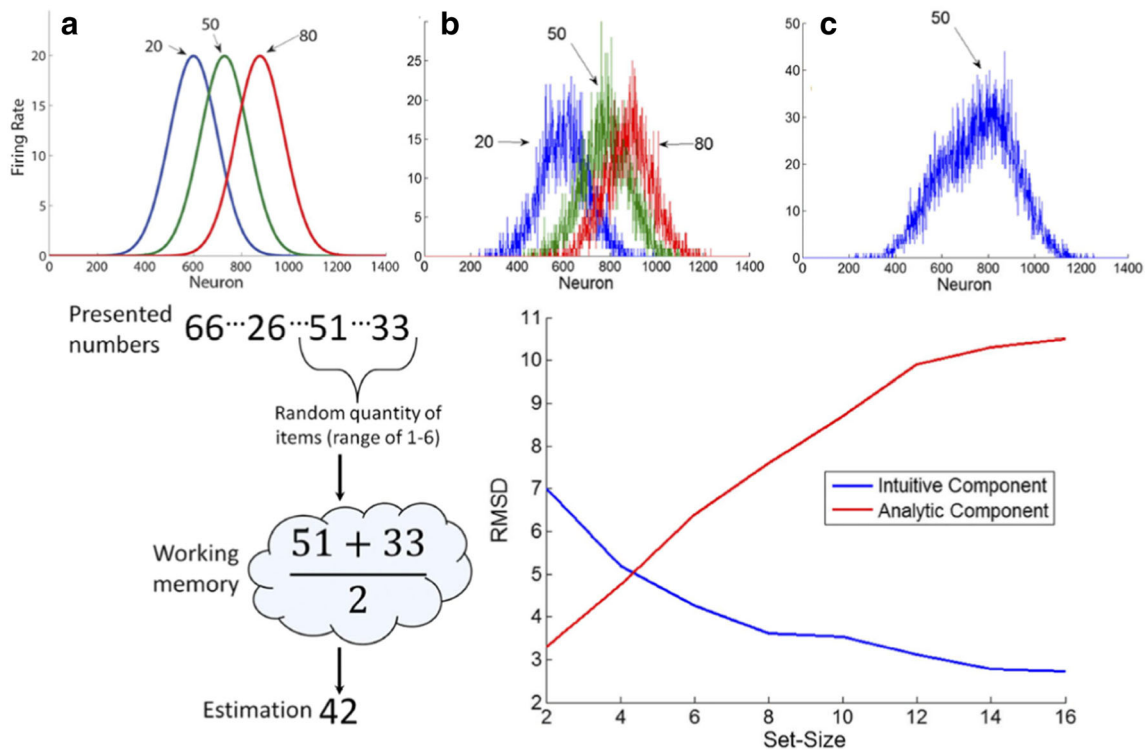 a
20
50
80
Firing Rate
20
15
10
5
0
0 200 400 600 800 1000 1200 1400
Neuron
b
50
20
80
25
20
15
10
5
0
0 200 400 600 800 1000 1200 1400
Neuron
c
50
50
40
30
20
10
0
0 200 400 600 800 1000 1200 1400
Neuron
Presented
numbers
66...26...51...33
Random quantity of
items (range of 1-6)
Working
memory
51 + 33
2
Estimation 42
RMSD
11
10
9
8
7
6
5
4
3
2
2 4 6 8 10 12 14 16
Set-Size
Intuitive Component
Analytic Component